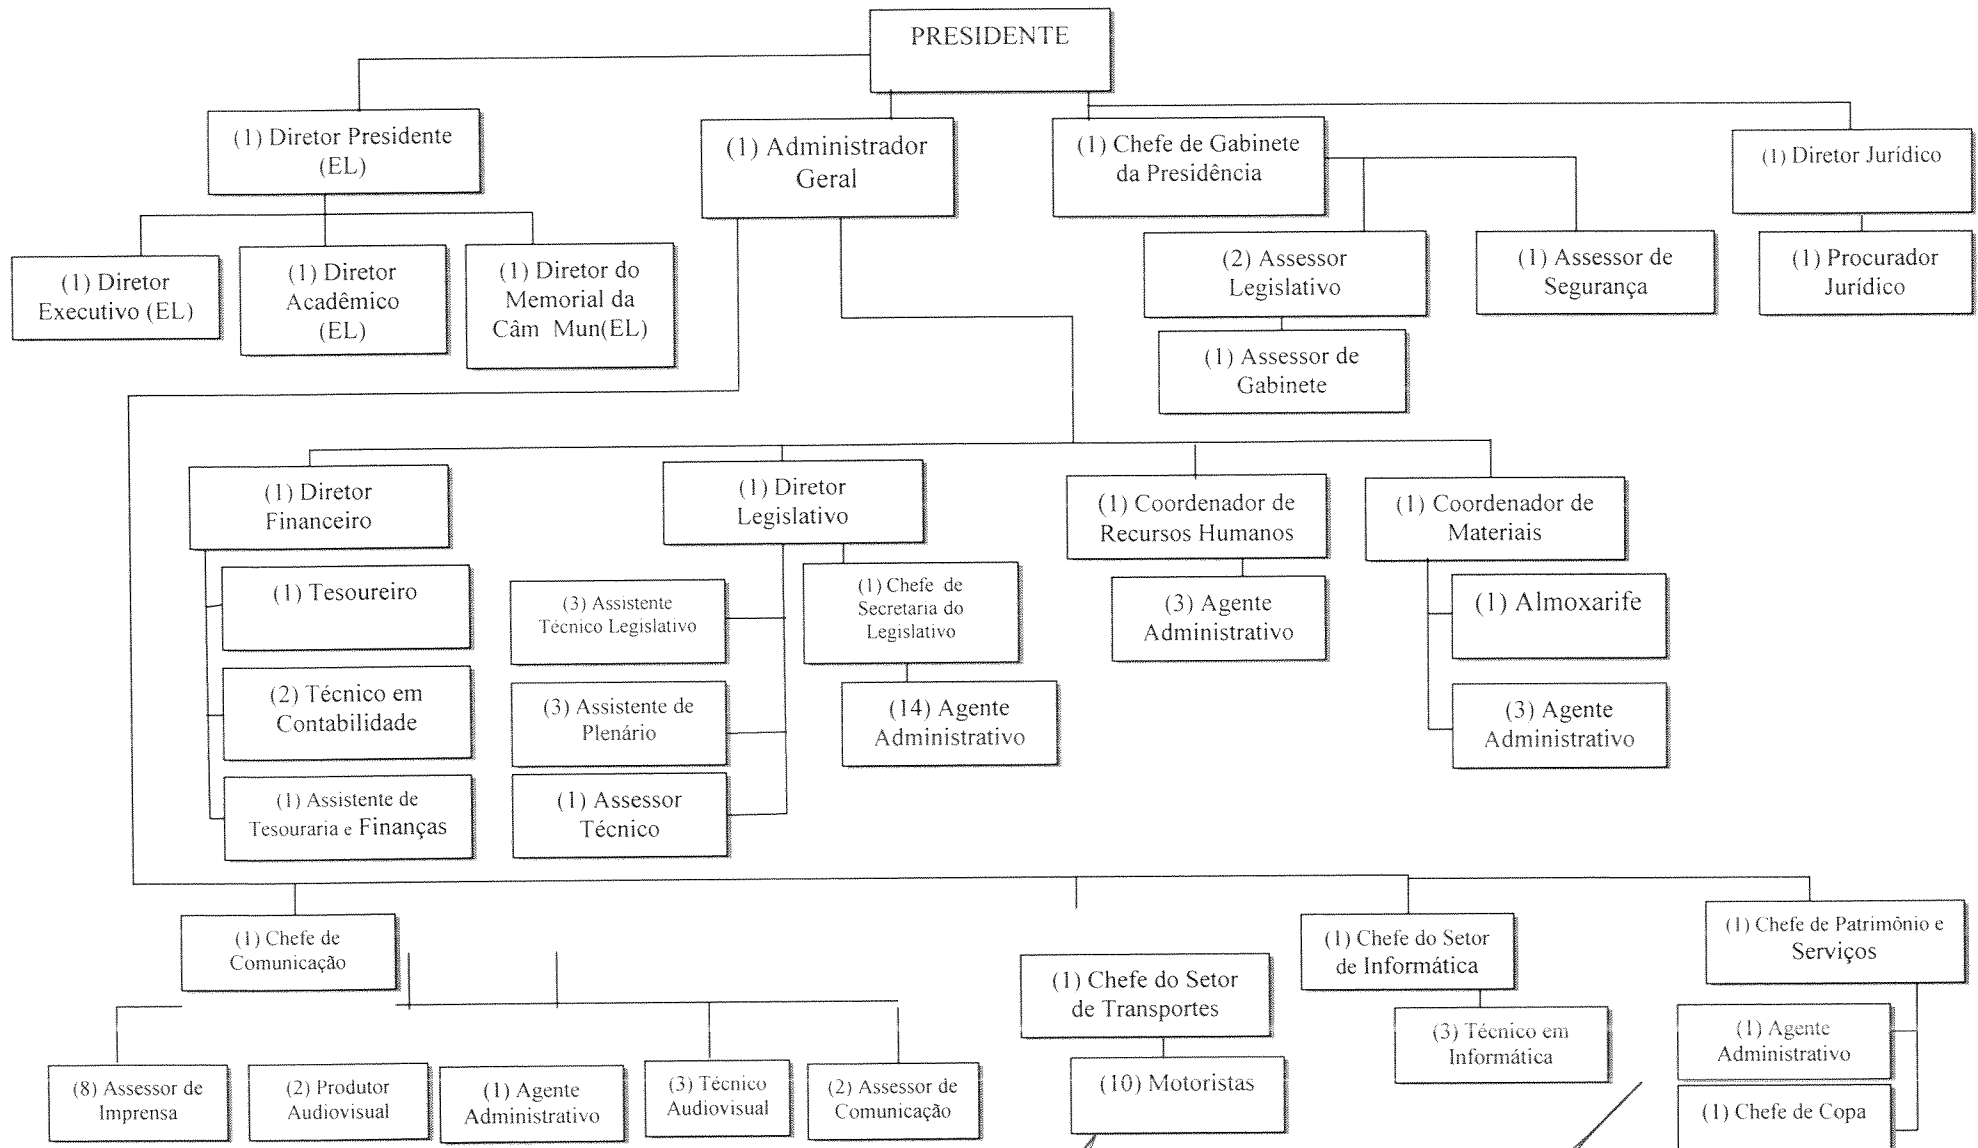 PRESIDENTE
(1) Diretor Presidente
(EL)
(1) Administrador
Geral
(1) Chefe de Gabinete
da Presidência
(1) Diretor Jurídico
(1) Diretor
Executivo (EL)
(1) Diretor
Acadêmico
(EL)
(1) Diretor do
Memorial da
Câm Mun(EL)
(2) Assessor
Legislativo
(1) Assessor de
Segurança
(1) Procurador
Jurídico
(1) Assessor de
Gabinete
(1) Diretor
Financeiro
(1) Diretor
Legislativo
(1) Coordenador de
Recursos Humanos
(1) Coordenador de
Materiais
(1) Tesoureiro
(2) Técnico em
Contabilidade
(1) Assistente de
Tesouraria e Finanças
(3) Assistente
Técnico Legislativo
(3) Assistente de
Plenário
(1) Assessor
Técnico
(1) Chefe de
Secretaria do
Legislativo
(14) Agente
Administrativo
(3) Agente
Administrativo
(1) Almoxarife
(3) Agente
Administrativo
(1) Chefe de
Comunicação
(1) Chefe do Setor
de Transportes
(1) Chefe do Setor
de Informática
(1) Chefe de Patrimônio e
Serviços
(8) Assessor de
Imprensa
(2) Produtor
Audiovisual
(1) Agente
Administrativo
(3) Técnico
Audiovisual
(2) Assessor de
Comunicação
(10) Motoristas
(3) Técnico em
Informática
(1) Agente
Administrativo
(1) Chefe de Copa